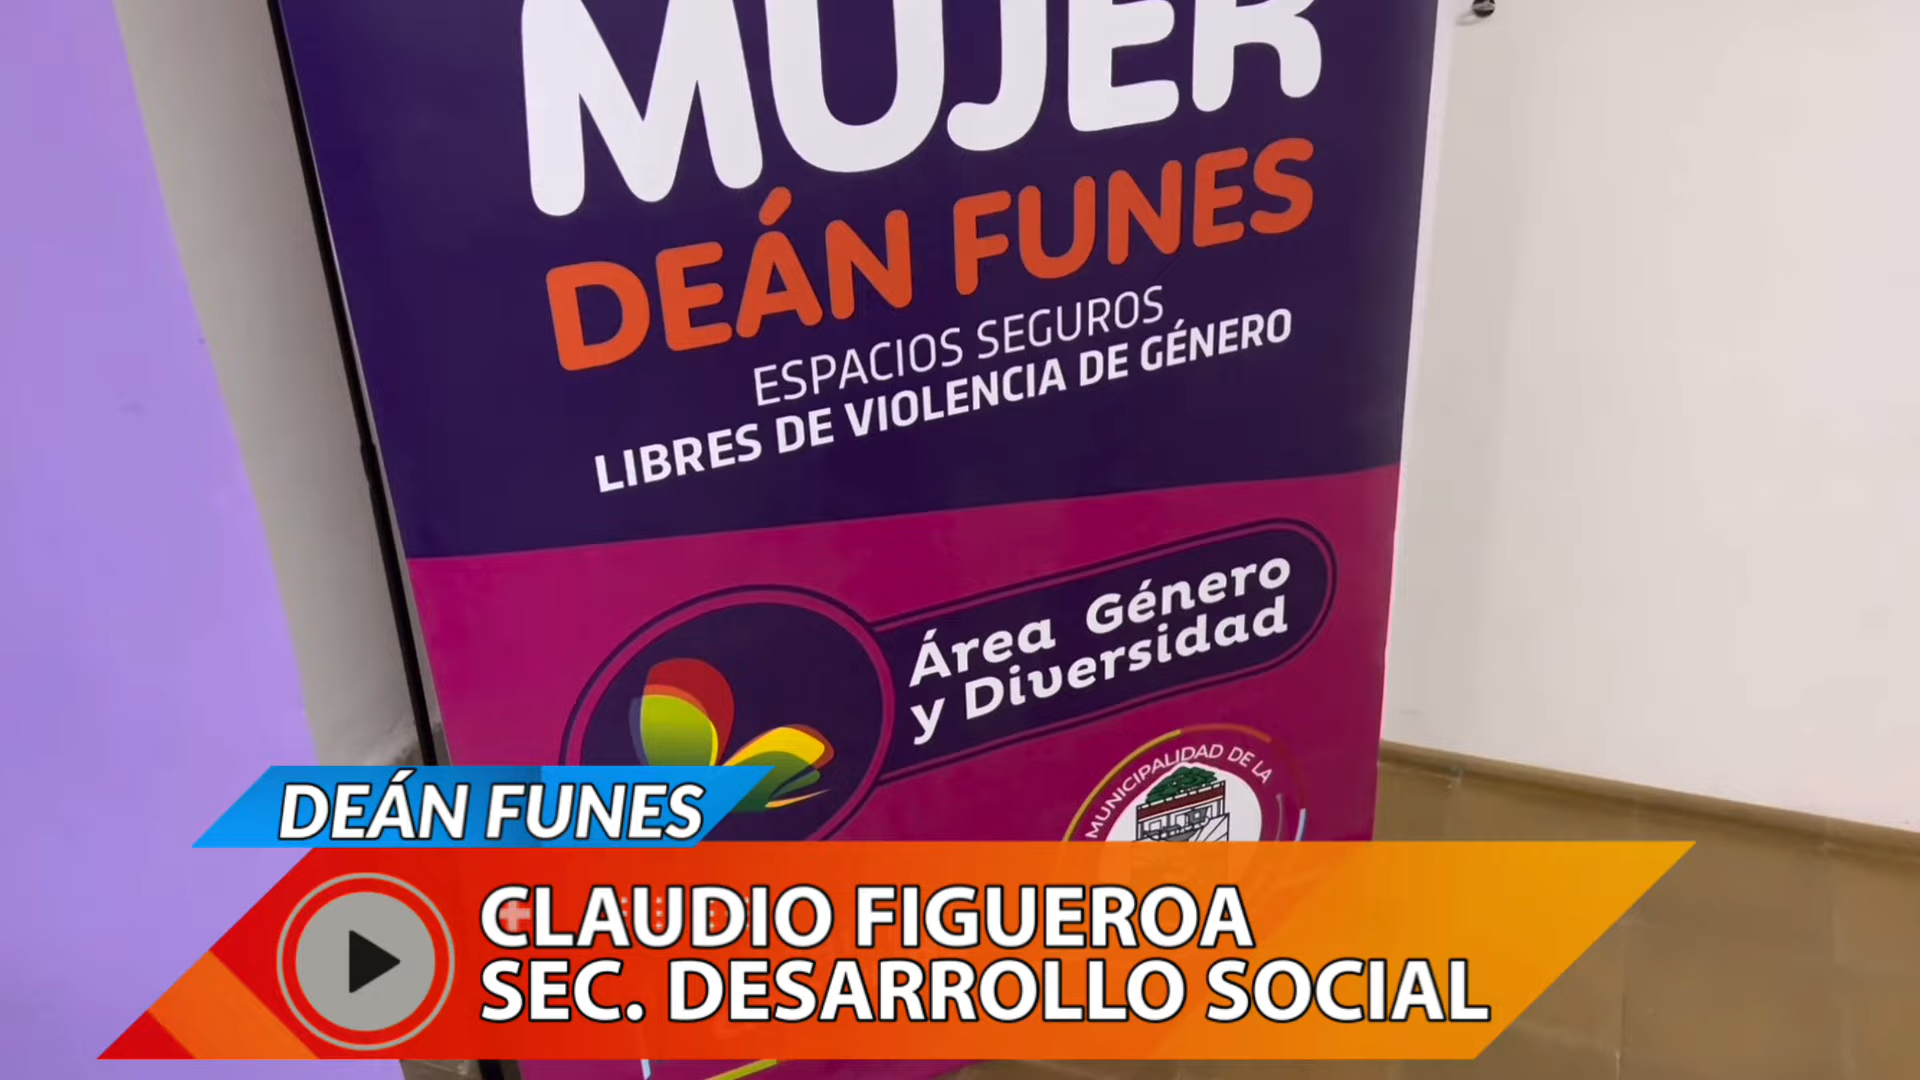 MUJER
DEÁN FUNES
ESPACIOS SEGUROS
LIBRES DE VIOLENCIA DE GÉNERO
Área Género
y Diversidad
MUNICIPALIDAD DE LA
DEÁN FUNES
CLAUDIO FIGUEROA
SEC. DESARROLLO SOCIAL